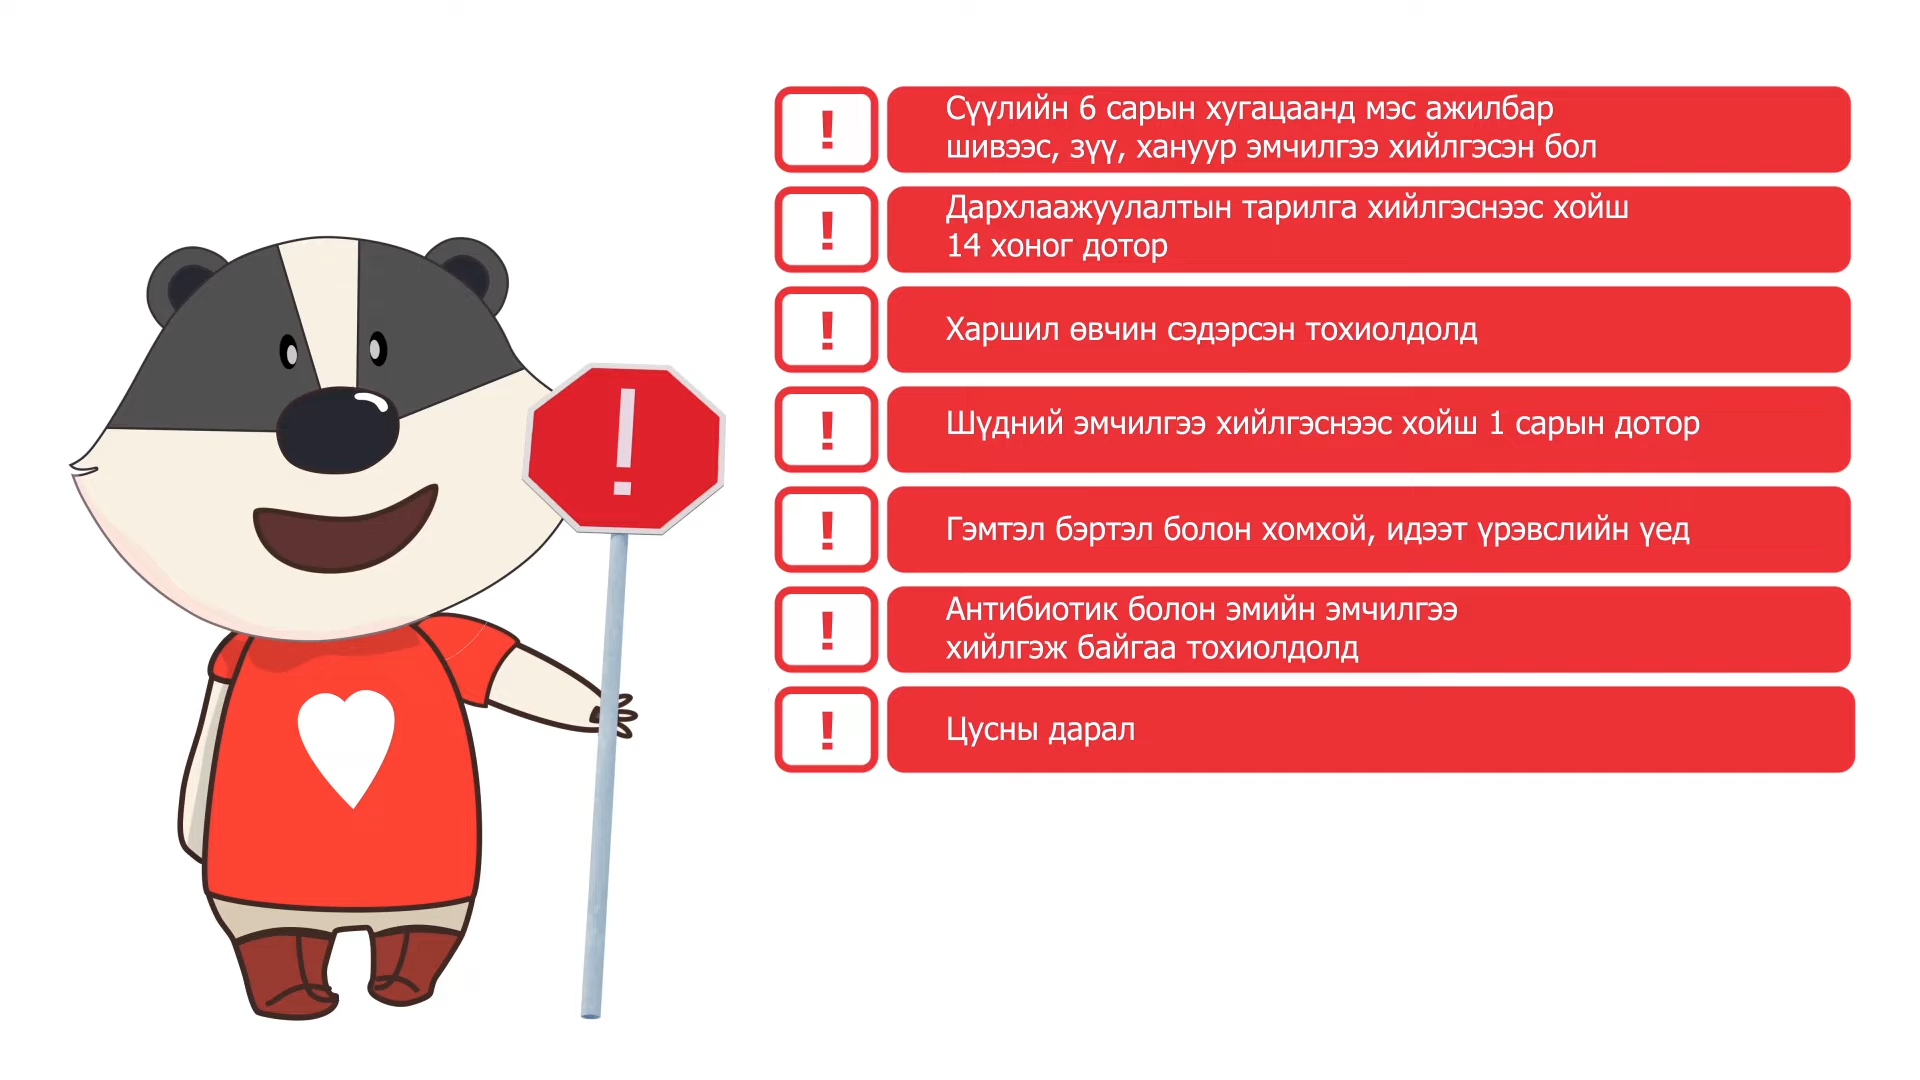 !
Сүүлийн 6 сарын хугацаанд мэс ажилбар
шивээс, зүү, хануур эмчилгээ хийлгэсэн бол
!
Дархлаажуулалтын тарилга хийлгэснээс хойш
14 хоног дотор
!
Харшил өвчин сэдэрсэн тохиолдолд
!
Шүдний эмчилгээ хийлгэснээс хойш 1 сарын дотор
!
Гэмтэл бэртэл болон хомхой, идээт үрэвслийн үед
!
Антибиотик болон эмийн эмчилгээ
хийлгэж байгаа тохиолдолд
!
Цусны дарал
!